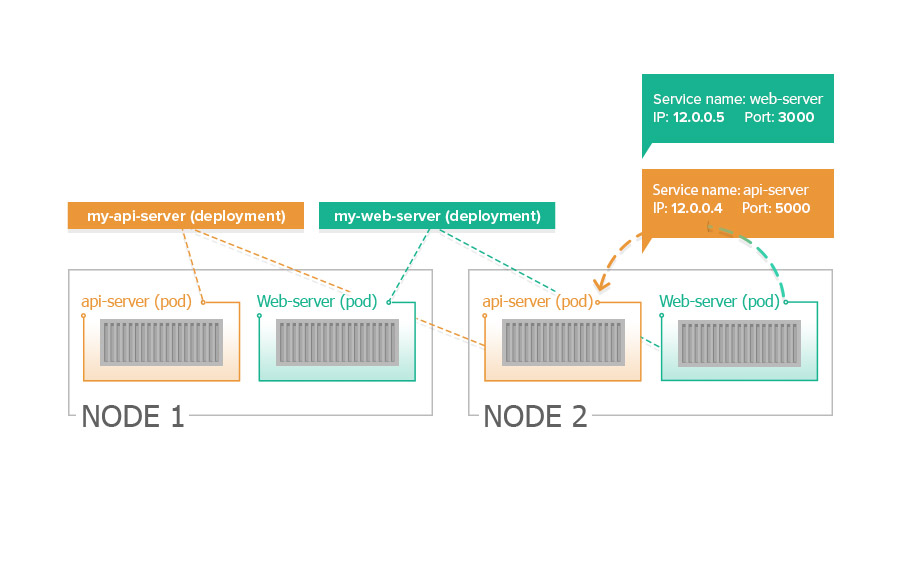 Service name: web-server
IP: 12.0.0.5 Port: 3000
Service name: api-server
IP: 12.0.0.4 Port: 5000
my-api-server (deployment)
my-web-server (deployment)
api-server (pod)
Web-server (pod)
api-server (pod)
Web-server (pod)
NODE 1
NODE 2